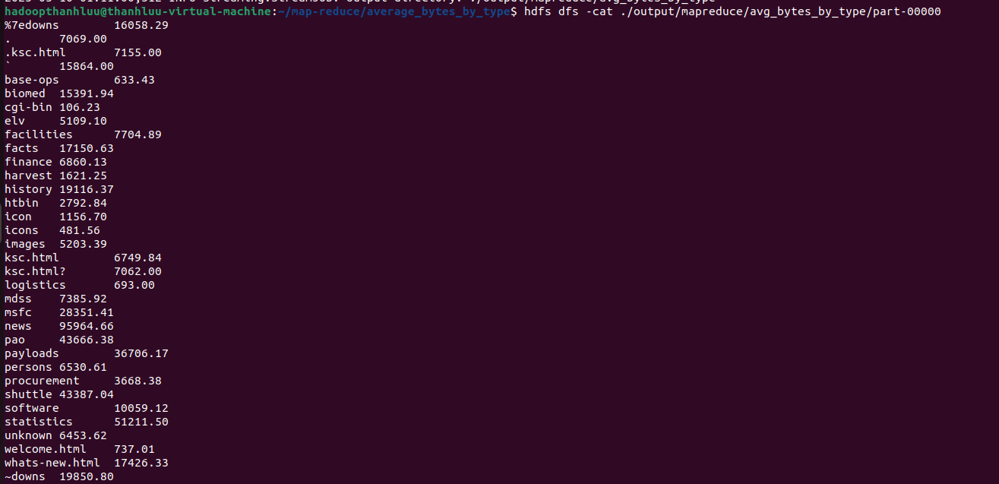 hadoopthanhluu@thanhluu-virtual-machine:~/map-reduce/average_bytes_by_type$ hdfs dfs -cat ./output/mapreduce/avg_bytes_by_type/part-00000
%7edowns 16058.29
. 7069.00
.ksc.html 7155.00
` 15864.00
base-ops 633.43
biomed 15391.94
cgi-bin 106.23
elv 5109.10
facilities 7704.89
facts 17150.63
finance 6860.13
harvest 1621.25
history 19116.37
htbin 2792.84
icon 1156.70
icons 481.56
images 5203.39
ksc.html 6749.84
ksc.html? 7062.00
logistics 693.00
mdss 7385.92
msfc 28351.41
news 95964.66
pao 43666.38
payloads 36706.17
persons 6530.61
procurement 3668.38
shuttle 43387.04
software 10059.12
statistics 51211.50
unknown 6453.62
welcome.html 737.01
whats-new.html 17426.33
~downs 19850.80